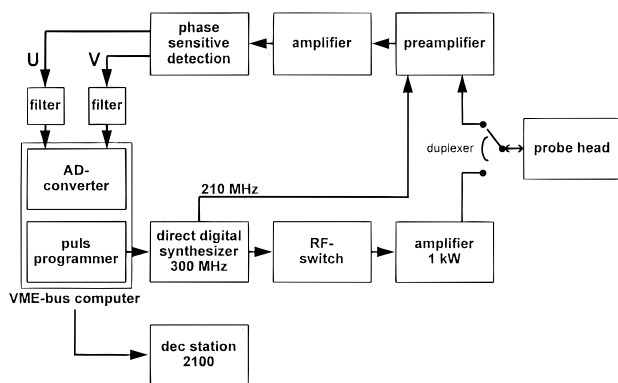 phase
sensitive
detection
amplifier
preamplifier
U
V
filter
filter
duplexer
probe head
AD-
converter
210 MHz
puls
programmer
direct digital
synthesizer
300 MHz
RF-
switch
amplifier
1 kW
VME-bus computer
dec station
2100